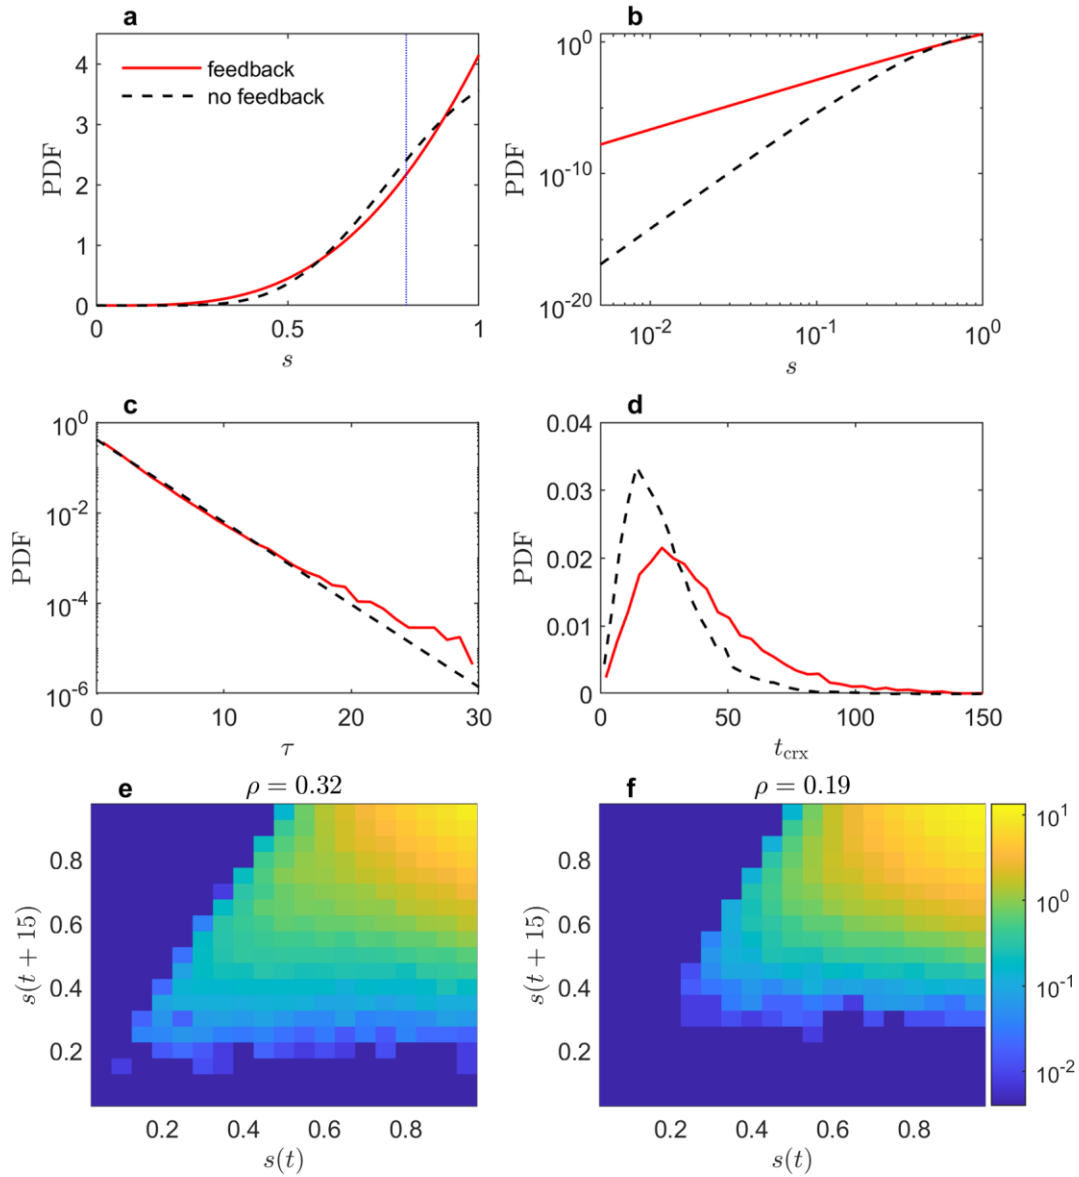 a
4
3
2
1
0
PDF
feedback
no feedback
0
0.5
1
s
b
10^0
10^-10
10^-20
PDF
10^-2
10^-1
10^0
s
c
10^0
10^-2
10^-4
10^-6
PDF
0
10
20
30
τ
d
0.04
0.03
0.02
0.01
0
PDF
0
50
100
150
t_crx
e
ρ = 0.32
0.8
0.6
0.4
0.2
s(t + 15)
0.2
0.4
0.6
0.8
s(t)
f
ρ = 0.19
0.8
0.6
0.4
0.2
s(t + 15)
0.2
0.4
0.6
0.8
s(t)
10^1
10^0
10^-1
10^-2